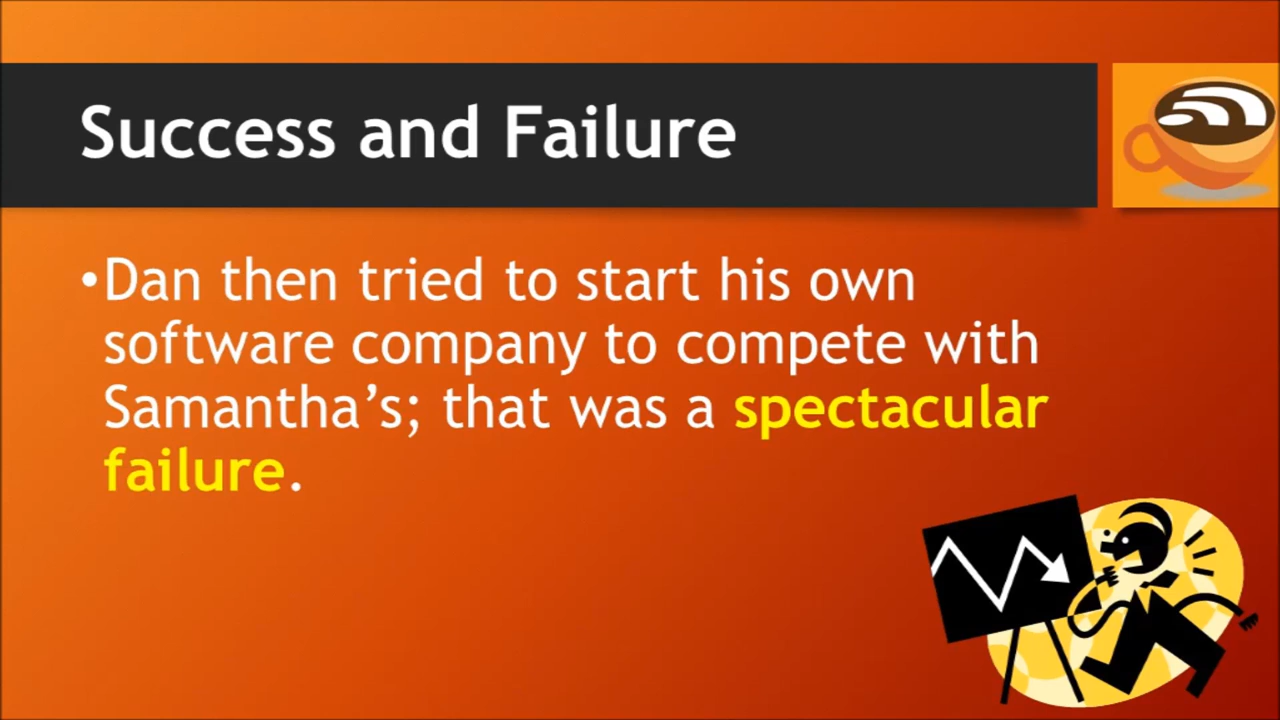 Success and Failure
•Dan then tried to start his own
software company to compete with
Samantha’s; that was a spectacular
failure.